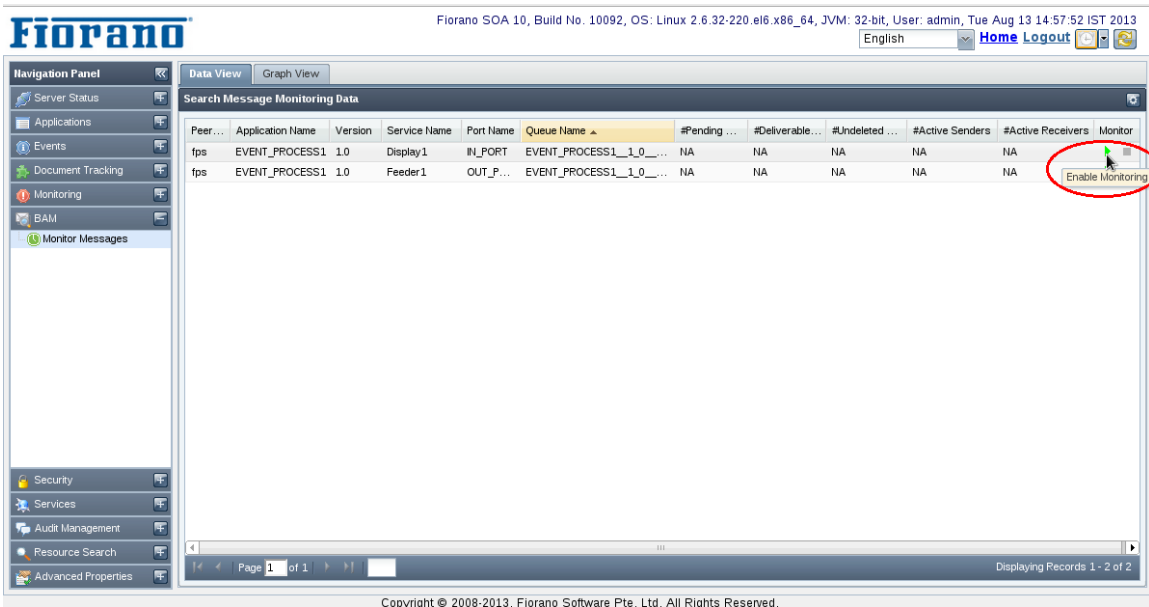 Fiorano
Fiorano SOA 10, Build No. 10092, OS: Linux 2.6.32-220.el6.x86_64, JVM: 32-bit, User: admin, Tue Aug 13 14:57:52 IST 2013
English Home Logout
Navigation Panel
Server Status
Applications
Events
Document Tracking
Monitoring
BAM
Monitor Messages
Security
Services
Audit Management
Resource Search
Advanced Properties
Data View Graph View
Search Message Monitoring Data
Peer... Application Name Version Service Name Port Name Queue Name #Pending ... #Deliverable... #Undeleted ... #Active Senders #Active Receivers Monitor
fps EVENT_PROCESS1 1.0 Display1 IN_PORT EVENT_PROCESS1__1_0__... NA NA NA NA NA
fps EVENT_PROCESS1 1.0 Feeder1 OUT_P... EVENT_PROCESS1__1_0__... NA NA NA NA NA
Enable Monitoring
Page 1 of 1
Displaying Records 1 - 2 of 2
Copyright © 2008-2013, Fiorano Software Pte. Ltd. All Rights Reserved.